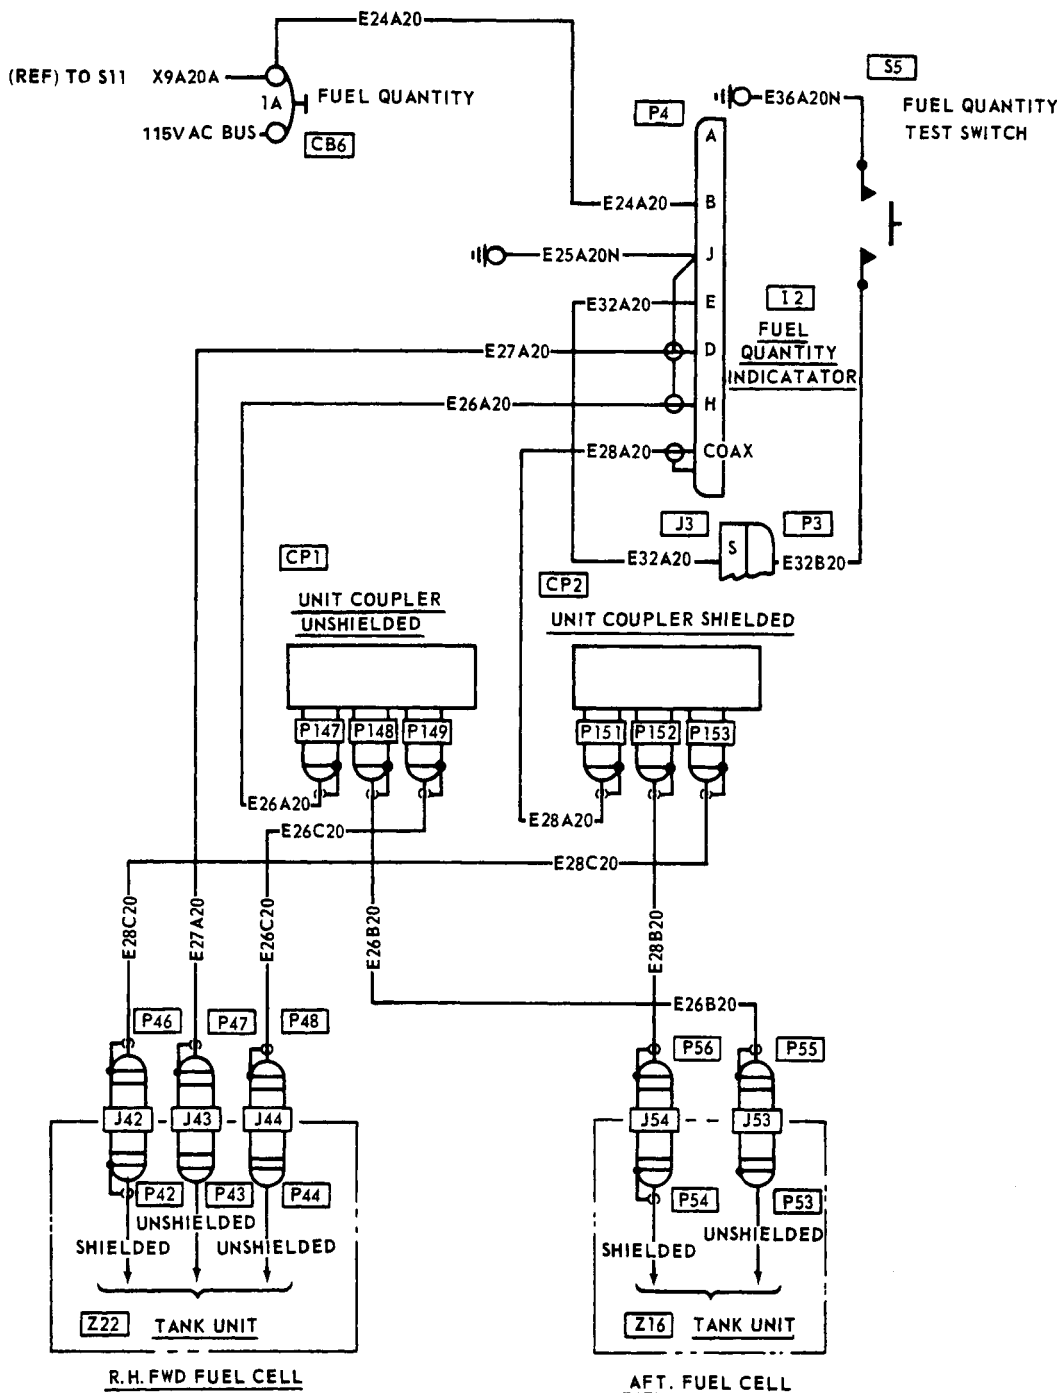 E24A20
(REF) TO S11 X9A20A
1A
FUEL QUANTITY
115V AC BUS
CB6
S5
FUEL QUANTITY
TEST SWITCH
E36A20N
P4
A
E24A20 B
E25A20N J
E32A20 E
I2
FUEL
QUANTITY
INDICATATOR
E27A20 D
E26A20 H
E28A20 COAX
J3
P3
S
E32A20
E32B20
CP1
UNIT COUPLER
UNSHIELDED
CP2
UNIT COUPLER SHIELDED
P147 P148 P149
P151 P152 P153
E26A20
E26C20
E28A20
E28C20
E28C20
E27A20
E26C20
E26B20
E28B20
E26B20
P46 P47 P48
P56 P55
J42 J43 J44
J54 J53
P42 P43 P44
P54 P53
UNSHIELDED
SHIELDED
UNSHIELDED
UNSHIELDED
SHIELDED
Z22 TANK UNIT
Z16 TANK UNIT
R.H. FWD FUEL CELL
AFT. FUEL CELL